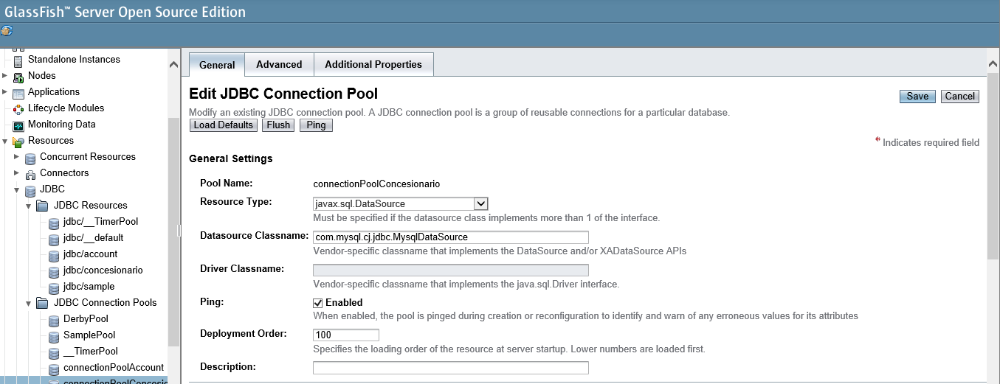 GlassFish™ Server Open Source Edition
Standalone Instances
Nodes
Applications
Lifecycle Modules
Monitoring Data
Resources
Concurrent Resources
Connectors
JDBC
JDBC Resources
jdbc/__TimerPool
jdbc/__default
jdbc/account
jdbc/concesionario
jdbc/sample
JDBC Connection Pools
DerbyPool
SamplePool
__TimerPool
connectionPoolAccount
connectionPoolConcesi
General Advanced Additional Properties
Edit JDBC Connection Pool
Save Cancel
Modify an existing JDBC connection pool. A JDBC connection pool is a group of reusable connections for a particular database.
Load Defaults Flush Ping
* Indicates required field
General Settings
Pool Name: connectionPoolConcesionario
Resource Type: javax.sql.DataSource
Must be specified if the datasource class implements more than 1 of the interface.
Datasource Classname: com.mysql.cj.jdbc.MysqlDataSource
Vendor-specific classname that implements the DataSource and/or XADataSource APIs
Driver Classname:
Vendor-specific classname that implements the java.sql.Driver interface.
Ping: Enabled
When enabled, the pool is pinged during creation or reconfiguration to identify and warn of any erroneous values for its attributes
Deployment Order: 100
Specifies the loading order of the resource at server startup. Lower numbers are loaded first.
Description: